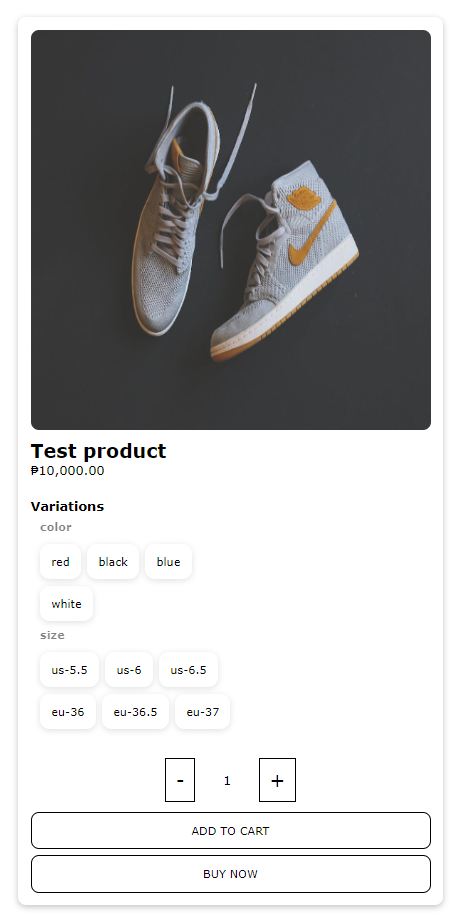 Test product
₱10,000.00
Variations
color
red black blue
white
size
us-5.5 us-6 us-6.5
eu-36 eu-36.5 eu-37
- 1 +
ADD TO CART
BUY NOW